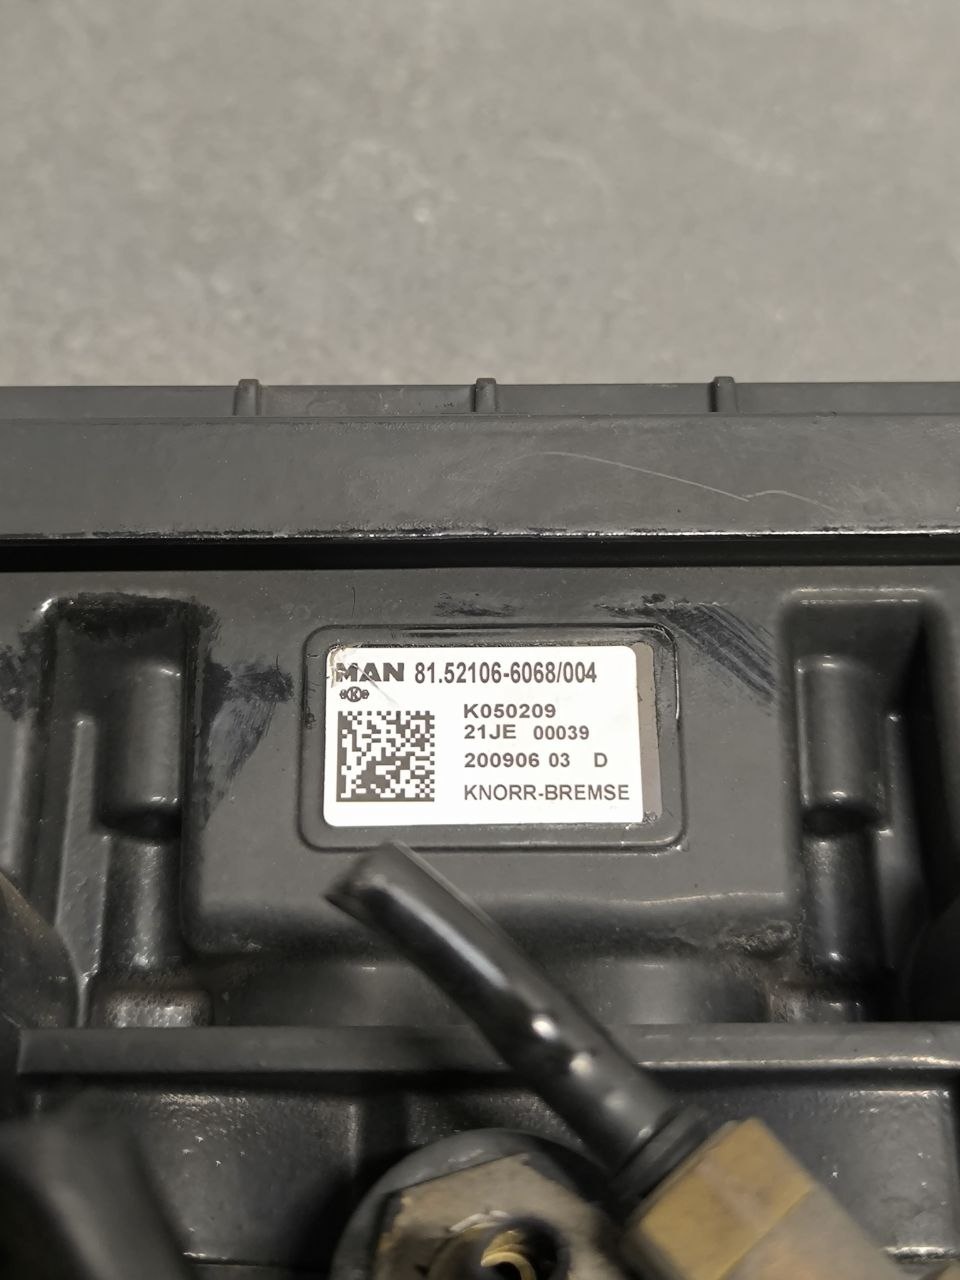 MAN 81.52106-6068/004
K
K050209
21JE 00039
200906 03 D
KNORR-BREMSE